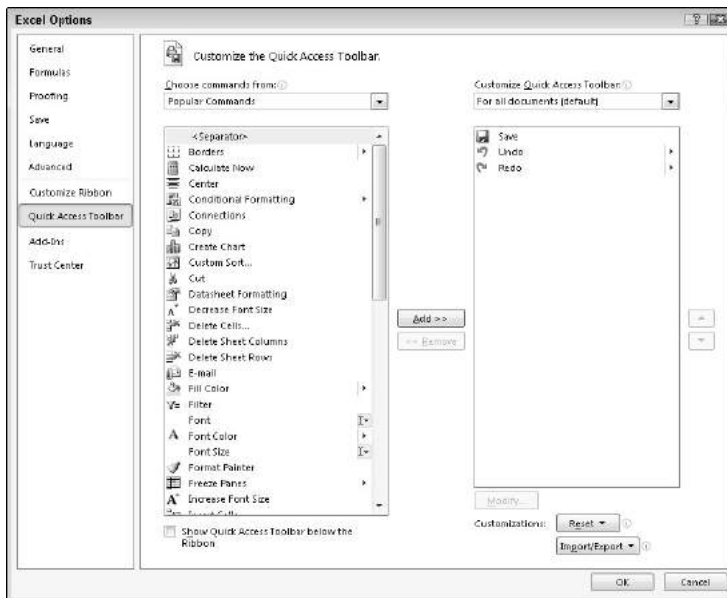 Excel Options
General
Formulas
Proofing
Save
Language
Advanced
Customize Ribbon
Quick Access Toolbar
Add-Ins
Trust Center
Customize the Quick Access Toolbar.
Choose commands from:
Popular Commands
<Separator>
Borders
Calculate Now
Center
Conditional Formatting
Connections
Copy
Create Chart
Custom Sort...
Cut
Datasheet Formatting
Decrease Font Size
Delete Cells...
Delete Sheet Columns
Delete Sheet Rows
E-mail
Fill Color
Filter
Font
Font Color
Font Size
Format Painter
Freeze Panes
Increase Font Size
Insert Cells...
Show Quick Access Toolbar below the
Ribbon
Add >>
<< Remove
Customize Quick Access Toolbar:
For all documents (default)
Save
Undo
Redo
Modify...
Customizations:
Reset
Import/Export
OK
Cancel